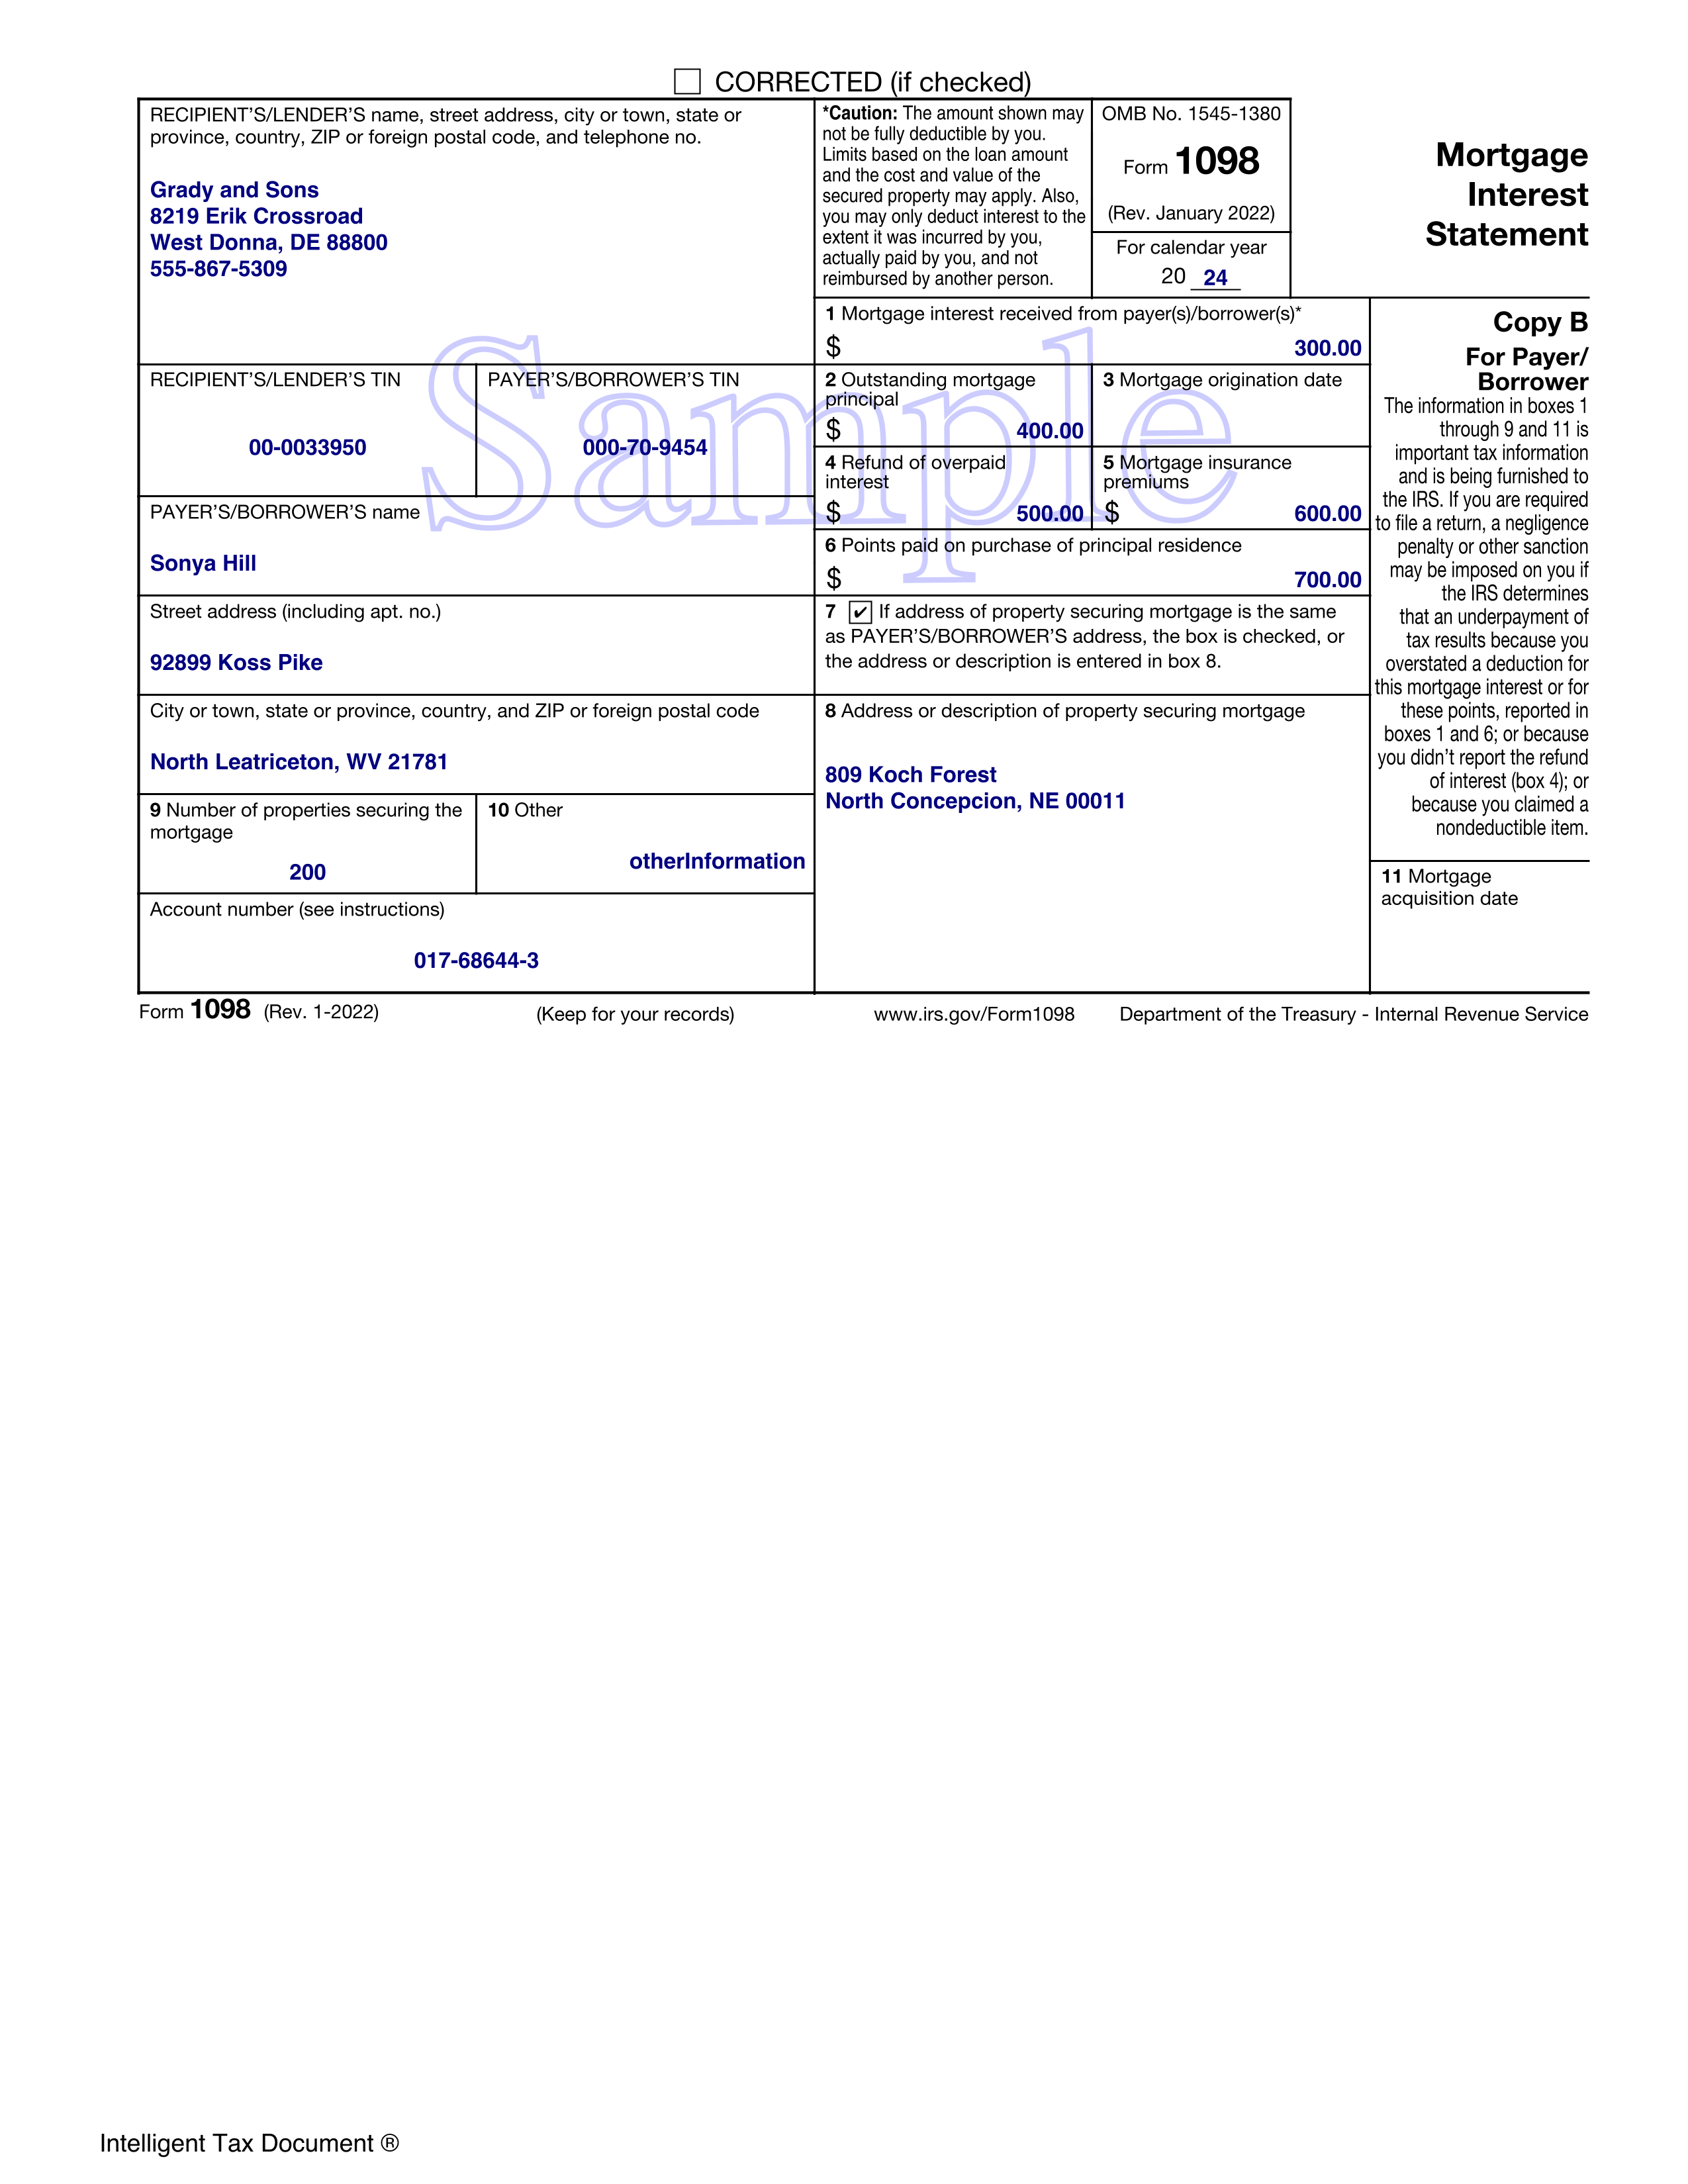 ☐ CORRECTED (if checked)
RECIPIENT'S/LENDER'S name, street address, city or town, state or
province, country, ZIP or foreign postal code, and telephone no.
Grady and Sons
8219 Erik Crossroad
West Donna, DE 88800
555-867-5309
*Caution: The amount shown may
not be fully deductible by you.
Limits based on the loan amount
and the cost and value of the
secured property may apply. Also,
you may only deduct interest to the
extent it was incurred by you,
actually paid by you, and not
reimbursed by another person.
OMB No. 1545-1380
Form 1098
(Rev. January 2022)
For calendar year
20 24
Mortgage
Interest
Statement
1 Mortgage interest received from payer(s)/borrower(s)*
$ 300.00
Copy B
For Payer/
Borrower
The information in boxes 1
through 9 and 11 is
important tax information
and is being furnished to
the IRS. If you are required
to file a return, a negligence
penalty or other sanction
may be imposed on you if
the IRS determines
that an underpayment of
tax results because you
overstated a deduction for
this mortgage interest or for
these points, reported in
boxes 1 and 6; or because
you didn't report the refund
of interest (box 4); or
because you claimed a
nondeductible item.
RECIPIENT'S/LENDER'S TIN
00-0033950
PAYER'S/BORROWER'S TIN
000-70-9454
2 Outstanding mortgage
principal
$ 400.00
3 Mortgage origination date
4 Refund of overpaid
interest
$ 500.00
5 Mortgage insurance
premiums
$ 600.00
PAYER'S/BORROWER'S name
Sonya Hill
6 Points paid on purchase of principal residence
$ 700.00
Street address (including apt. no.)
92899 Koss Pike
7 ✔ If address of property securing mortgage is the same
as PAYER'S/BORROWER'S address, the box is checked, or
the address or description is entered in box 8.
City or town, state or province, country, and ZIP or foreign postal code
North Leatriceton, WV 21781
8 Address or description of property securing mortgage
809 Koch Forest
North Concepcion, NE 00011
9 Number of properties securing the
mortgage
200
10 Other
otherInformation
11 Mortgage
acquisition date
Account number (see instructions)
017-68644-3
Sample
Form 1098 (Rev. 1-2022) (Keep for your records) www.irs.gov/Form1098 Department of the Treasury - Internal Revenue Service
Intelligent Tax Document ®